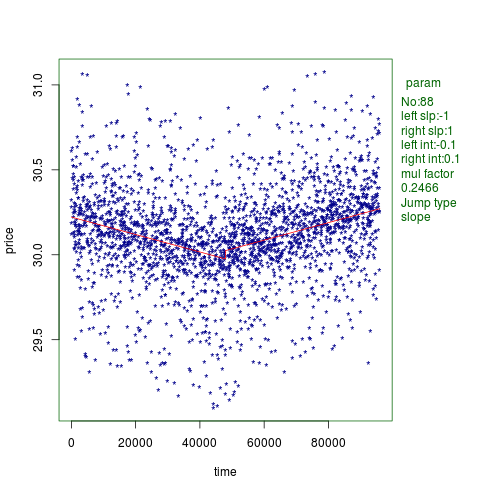 param
No:88
left slp:-1
right slp:1
left int:-0.1
right int:0.1
mul factor
0.2466
Jump type
slope
31.0
30.5
30.0
29.5
price
0 20000 40000 60000 80000
time